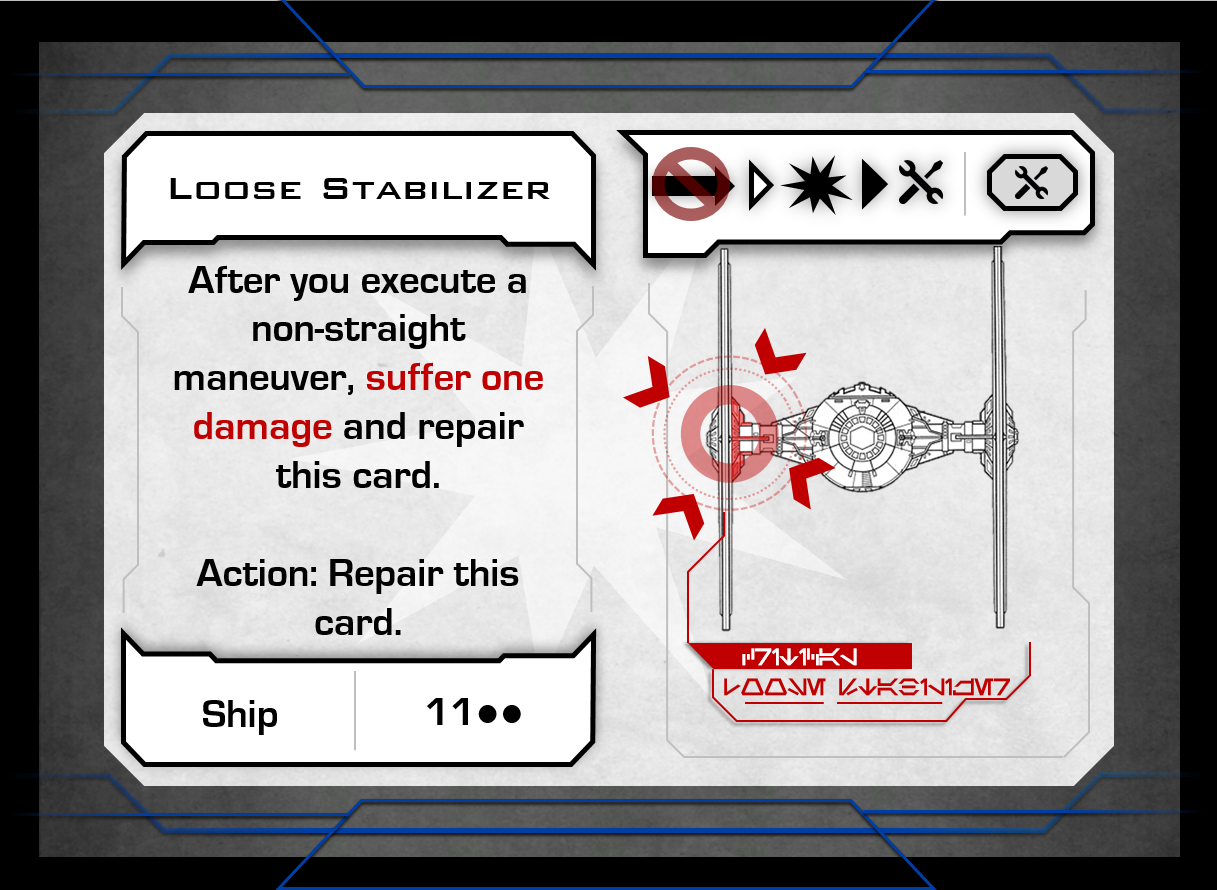 Loose Stabilizer
After you execute a
non-straight
maneuver, suffer one
damage and repair
this card.
Action: Repair this
card.
Ship
11●●